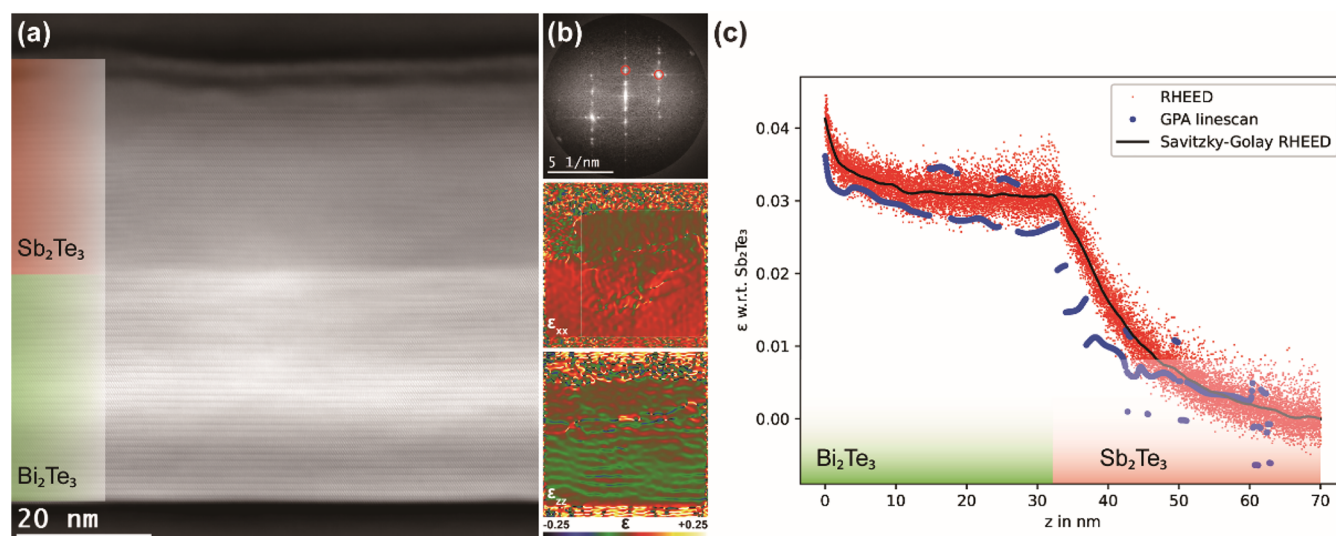 (a)
Sb₂Te₃
Bi₂Te₃
20 nm
(b)
5 1/nm
εxx
εzz
-0.25 ε +0.25
(c)
RHEED
GPA linescan
Savitzky-Golay RHEED
ε w.r.t. Sb₂Te₃
0.04
0.03
0.02
0.01
0.00
Bi₂Te₃ Sb₂Te₃
0 10 20 30 40 50 60 70
z in nm